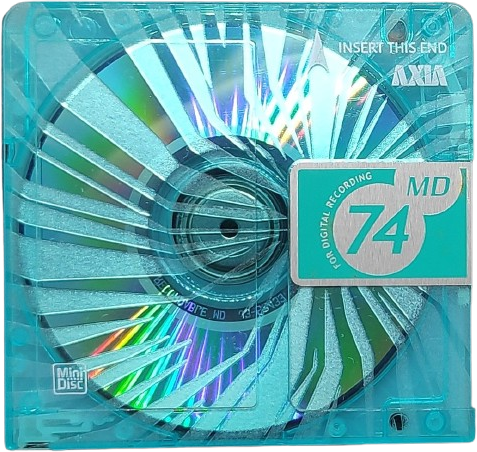 INSERT THIS END
AXIA
MD
FOR DIGITAL RECORDING
74
Mini
Disc